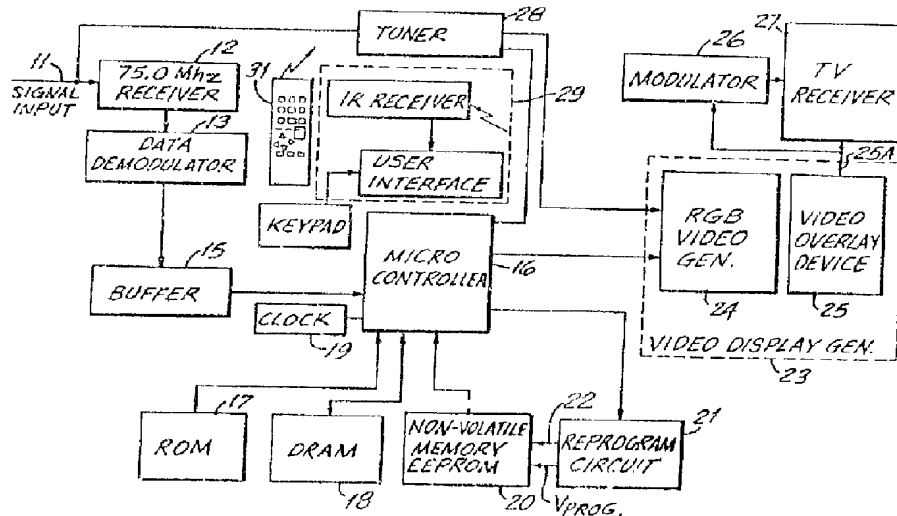 28
TUNER
11
SIGNAL
INPUT
12
75.0 Mhz
RECEIVER
31
IR RECEIVER
29
26
MODULATOR
27
TV
RECEIVER
13
DATA
DEMODULATOR
USER
INTERFACE
25A
KEYPAD
RGB
VIDEO
GEN.
24
VIDEO
OVERLAY
DEVICE
25
15
BUFFER
MICRO
CONTROLLER
16
CLOCK
19
VIDEO DISPLAY GEN.
23
17
ROM
DRAM
18
NON-VOLATILE
MEMORY
EEPROM
20
22
21
REPROGRAM
CIRCUIT
VPROG.